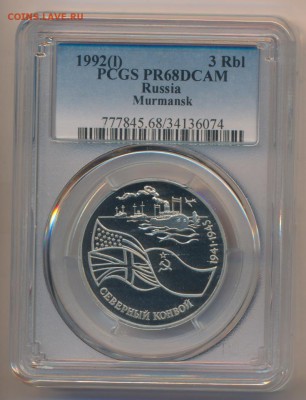 COINS.LAVE.RU
1992(l) 3 Rbl
PCGS PR68DCAM
Russia
Murmansk
777845.68/34136074
1941-1945
СЕВЕРНЫЙ КОНВОЙ